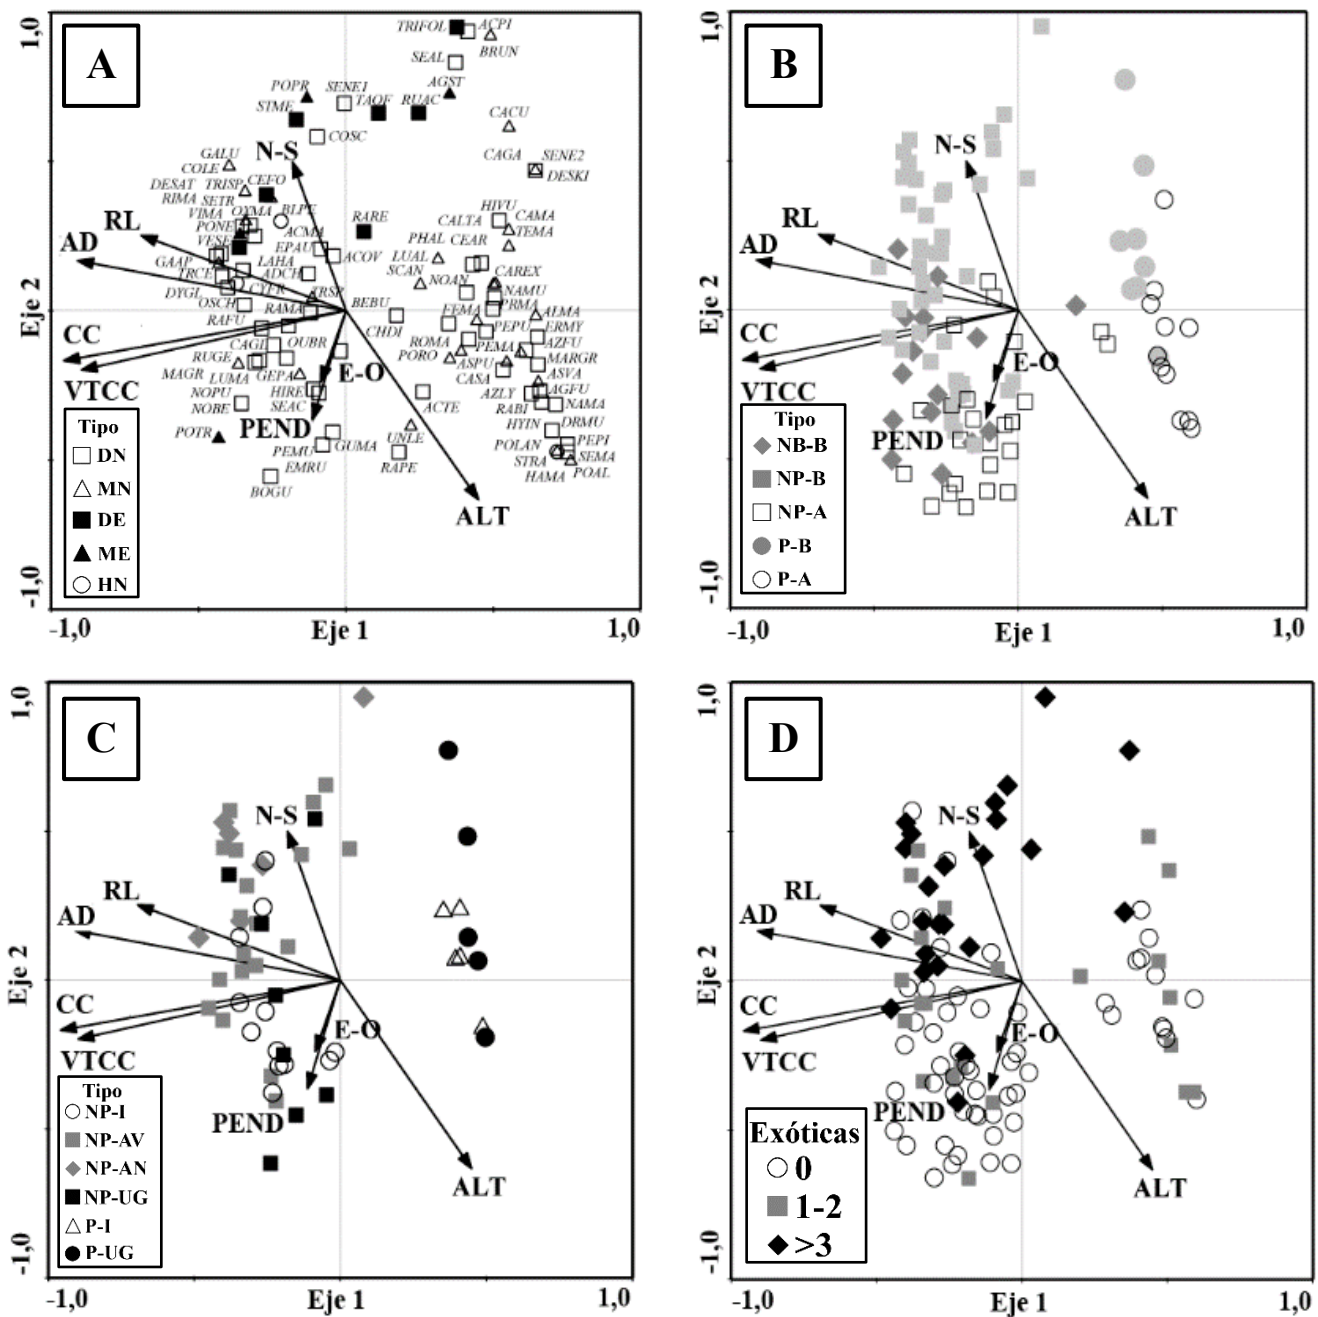 A
1,0
Eje 2
-1,0
-1,0
Eje 1
1,0
TRIFOL
ACPI
BRUN
SEAL
AGST
POPR
SENE1
STME
TAOF
RUAC
COSC
N-S
CACU
CAGA
SENE2
DESKI
GALU
COLE
DESAT
TRISP
CEFO
RIMA
SETR
VIMA
OXMA
BLPE
PONE
ACMA
VESE
EPAU
ACOV
RARE
HIVU
CALTA
CAMA
TEMA
PHAL
CEAR
LUAL
SCAN
NOAN
CAREX
NAMU
PRMA
RL
AD
GAAP
LAHA
TRCE
ADCH
DYGL
CYFR
TRSP
OSCH
RAMA
BEBU
RAFU
CHDI
FEMA
ALMA
PEPU
ERMY
CC
CAGL
OUBR
ROMA
PEMA
AZFU
RUGE
PORO
ASPU
MARGR
MAGR
LUMA
GEPA
E-O
CASA
ASVA
VTCC
NOPU
HIRE
AZLY
AGFU
NOBE
SEAC
ACTE
RABI
NAMA
PEND
HYIN
DRMU
POTR
UNLE
POLAN
PEPI
PEMU
GUMA
STRA
SEMA
EMRU
RAPE
HAMA
POAL
BOGU
ALT
Tipo
DN
MN
DE
ME
HN
B
1,0
Eje 2
-1,0
-1,0
Eje 1
1,0
N-S
RL
AD
CC
VTCC
E-O
PEND
ALT
Tipo
NB-B
NP-B
NP-A
P-B
P-A
C
1,0
Eje 2
-1,0
-1,0
Eje 1
1,0
N-S
RL
AD
CC
VTCC
E-O
PEND
ALT
Tipo
NP-I
NP-AV
NP-AN
NP-UG
P-I
P-UG
D
1,0
Eje 2
-1,0
-1,0
Eje 1
1,0
N-S
RL
AD
CC
VTCC
E-O
PEND
ALT
Exóticas
0
1-2
>3